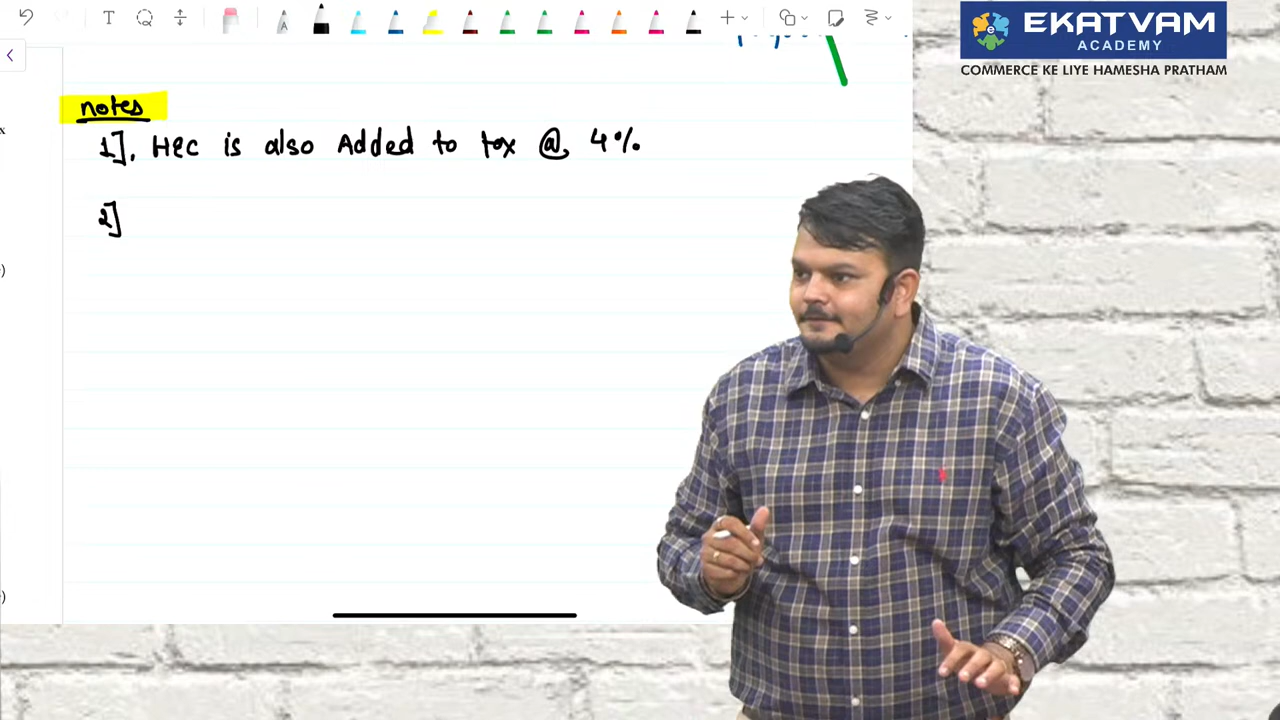 EKATVAM
ACADEMY
COMMERCE KE LIYE HAMESHA PRATHAM
notes
1]. HEC is also Added to tax @ 4%
2]